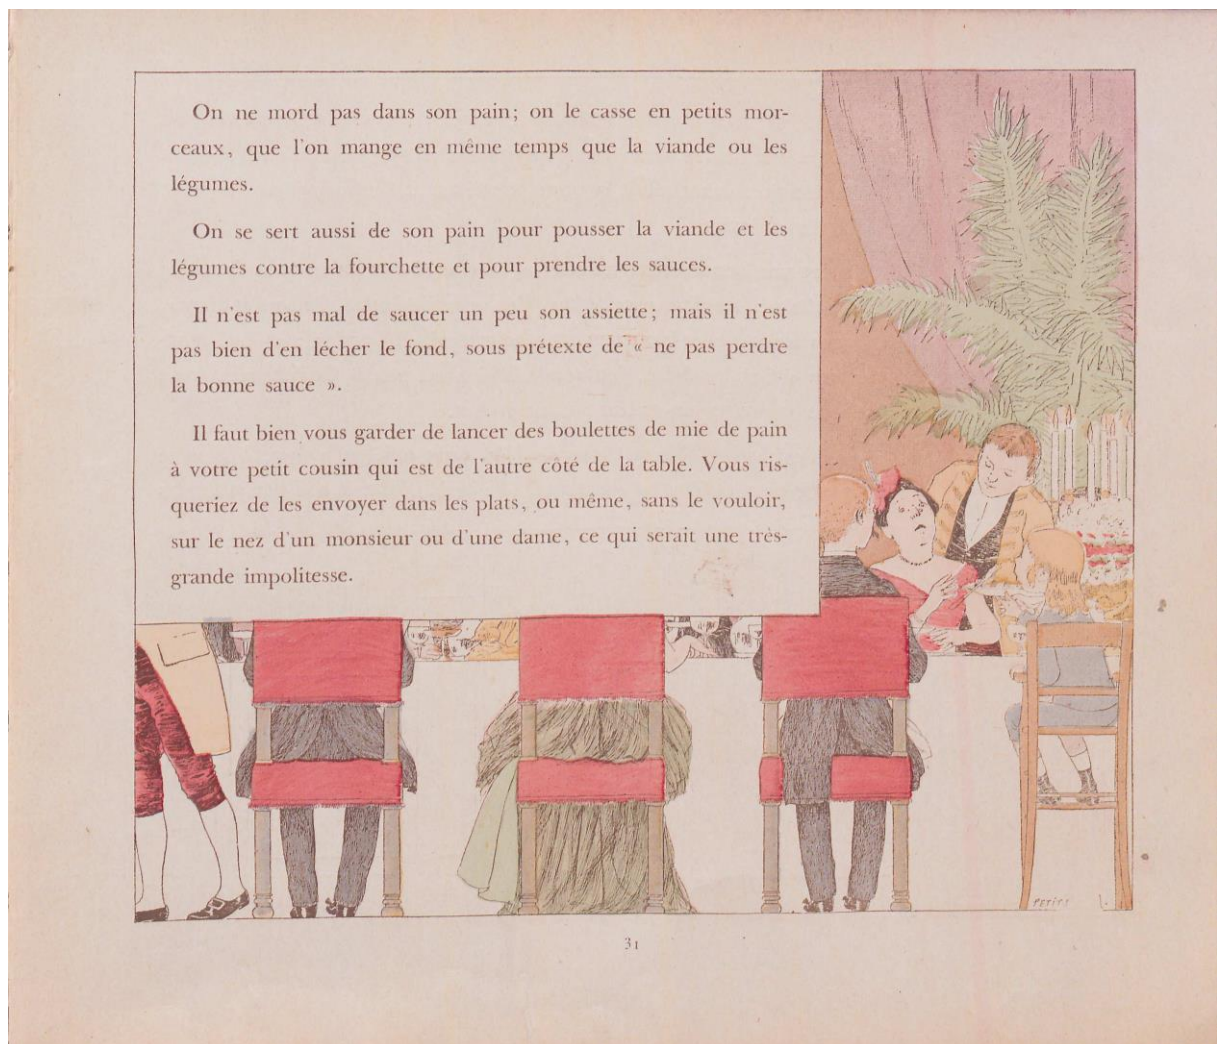 On ne mord pas dans son pain; on le casse en petits mor-
ceaux, que l'on mange en même temps que la viande ou les
légumes.
On se sert aussi de son pain pour pousser la viande et les
légumes contre la fourchette et pour prendre les sauces.
Il n'est pas mal de saucer un peu son assiette; mais il n'est
pas bien d'en lécher le fond, sous prétexte de « ne pas perdre
la bonne sauce ».
Il faut bien vous garder de lancer des boulettes de mie de pain
à votre petit cousin qui est de l'autre côté de la table. Vous ris-
queriez de les envoyer dans les plats, ou même, sans le vouloir,
sur le nez d'un monsieur ou d'une dame, ce qui serait une très-
grande impolitesse.
31